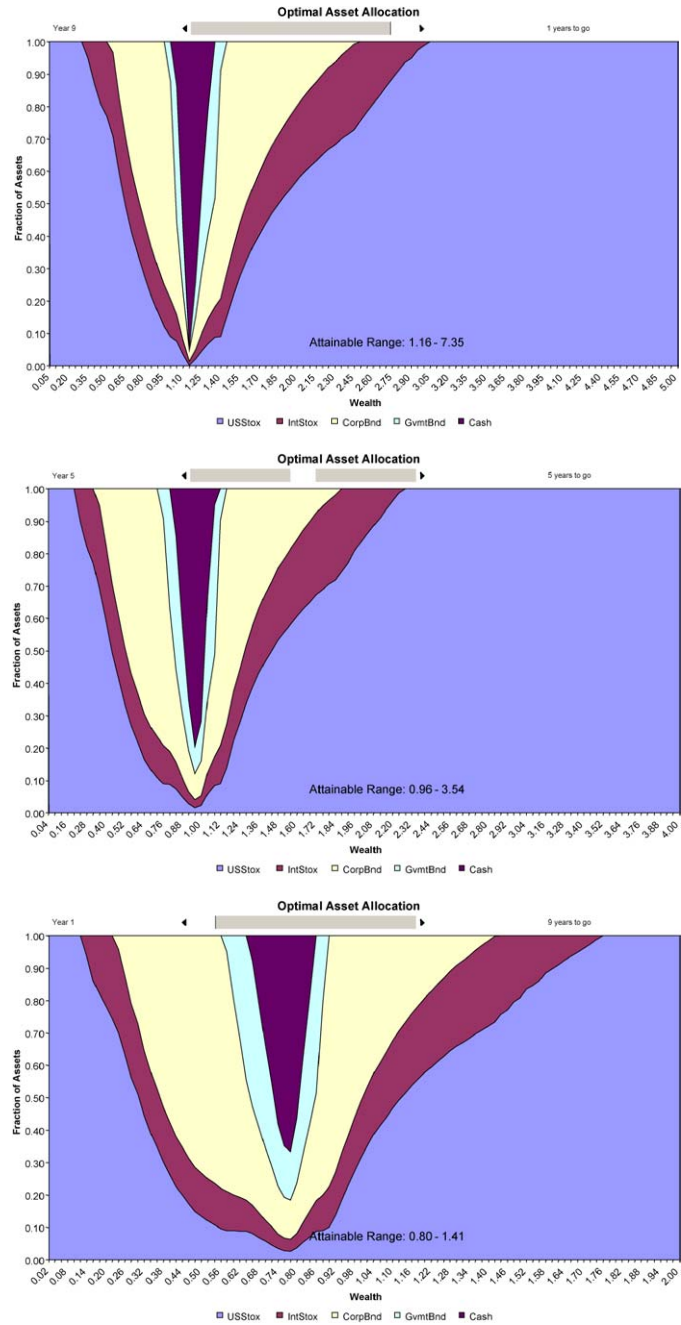 Optimal Asset Allocation
Year 9
1 years to go
1.00
0.90
0.80
0.70
0.60
0.50
0.40
0.30
0.20
0.10
0.00
Fraction of Assets
Attainable Range: 1.16 - 7.35
0.05 0.20 0.35 0.50 0.65 0.80 0.95 1.10 1.25 1.40 1.55 1.70 1.85 2.00 2.15 2.30 2.45 2.60 2.75 2.90 3.05 3.20 3.35 3.50 3.65 3.80 3.95 4.10 4.25 4.40 4.55 4.70 4.85 5.00
Wealth
USStox IntStox CorpBnd GvmtBnd Cash
Optimal Asset Allocation
Year 5
5 years to go
1.00
0.90
0.80
0.70
0.60
0.50
0.40
0.30
0.20
0.10
0.00
Fraction of Assets
Attainable Range: 0.96 - 3.54
0.04 0.16 0.28 0.40 0.52 0.64 0.76 0.88 1.00 1.12 1.24 1.36 1.48 1.60 1.72 1.84 1.96 2.08 2.20 2.32 2.44 2.56 2.68 2.80 2.92 3.04 3.16 3.28 3.40 3.52 3.64 3.76 3.88 4.00
Wealth
USStox IntStox CorpBnd GvmtBnd Cash
Optimal Asset Allocation
Year 1
9 years to go
1.00
0.90
0.80
0.70
0.60
0.50
0.40
0.30
0.20
0.10
0.00
Fraction of Assets
Attainable Range: 0.80 - 1.41
0.02 0.08 0.14 0.20 0.26 0.32 0.38 0.44 0.50 0.56 0.62 0.68 0.74 0.80 0.86 0.92 0.98 1.04 1.10 1.16 1.22 1.28 1.34 1.40 1.46 1.52 1.58 1.64 1.70 1.76 1.82 1.88 1.94 2.00
Wealth
USStox IntStox CorpBnd GvmtBnd Cash